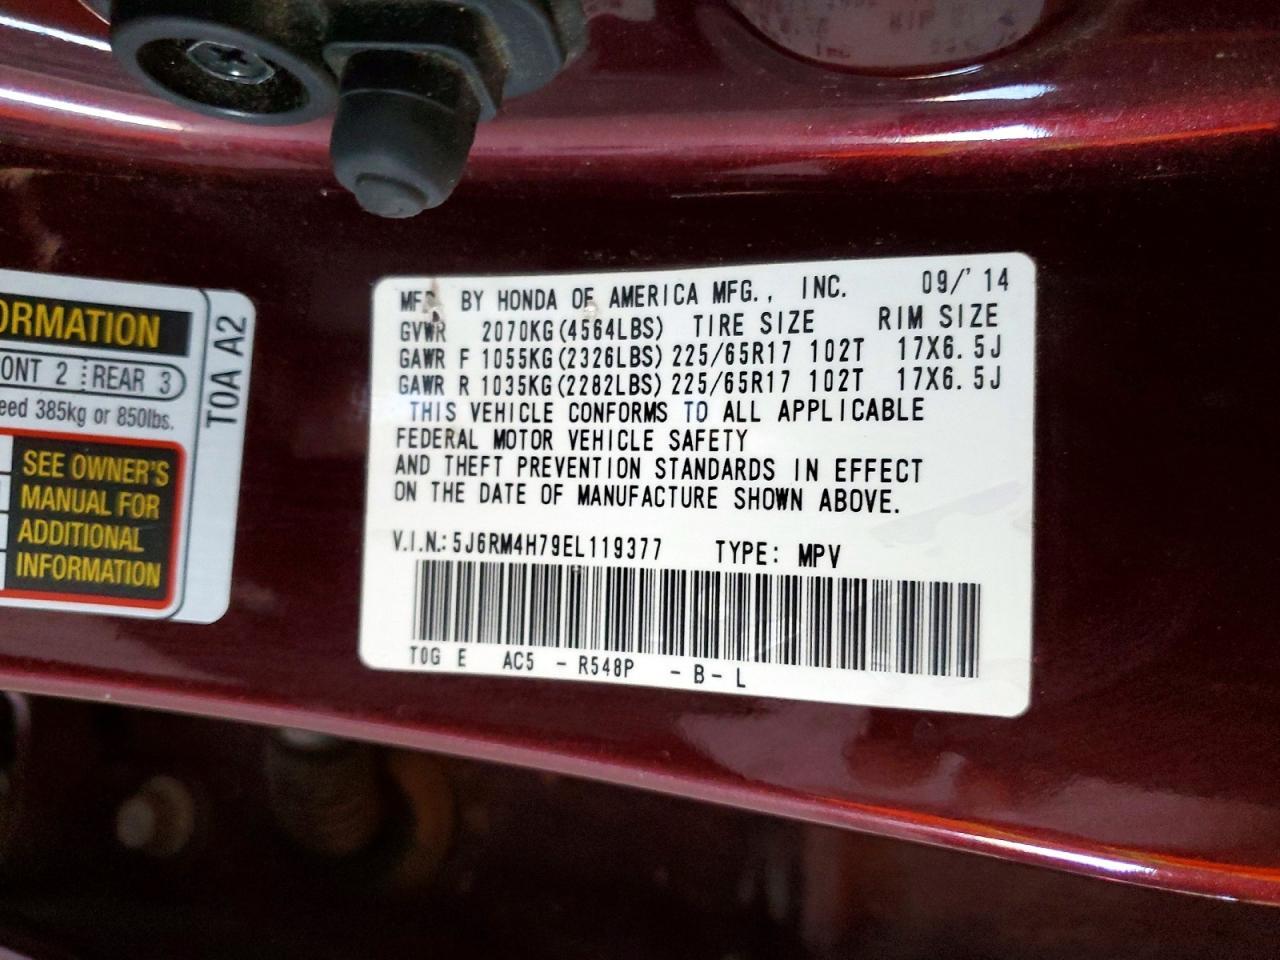 MFD BY HONDA OF AMERICA MFG., INC. 09/'14
GVWR 2070KG(4564LBS) TIRE SIZE RIM SIZE
GAWR F 1055KG(2326LBS) 225/65R17 102T 17X6.5J
GAWR R 1035KG(2282LBS) 225/65R17 102T 17X6.5J
THIS VEHICLE CONFORMS TO ALL APPLICABLE
FEDERAL MOTOR VEHICLE SAFETY
AND THEFT PREVENTION STANDARDS IN EFFECT
ON THE DATE OF MANUFACTURE SHOWN ABOVE.
V.I.N.: 5J6RM4H79EL119377 TYPE: MPV
T0G E AC5 - R548P - B - L
ORMATION
ONT 2 REAR 3
eed 385kg or 850lbs.
SEE OWNER'S
MANUAL FOR
ADDITIONAL
INFORMATION
T0A A2